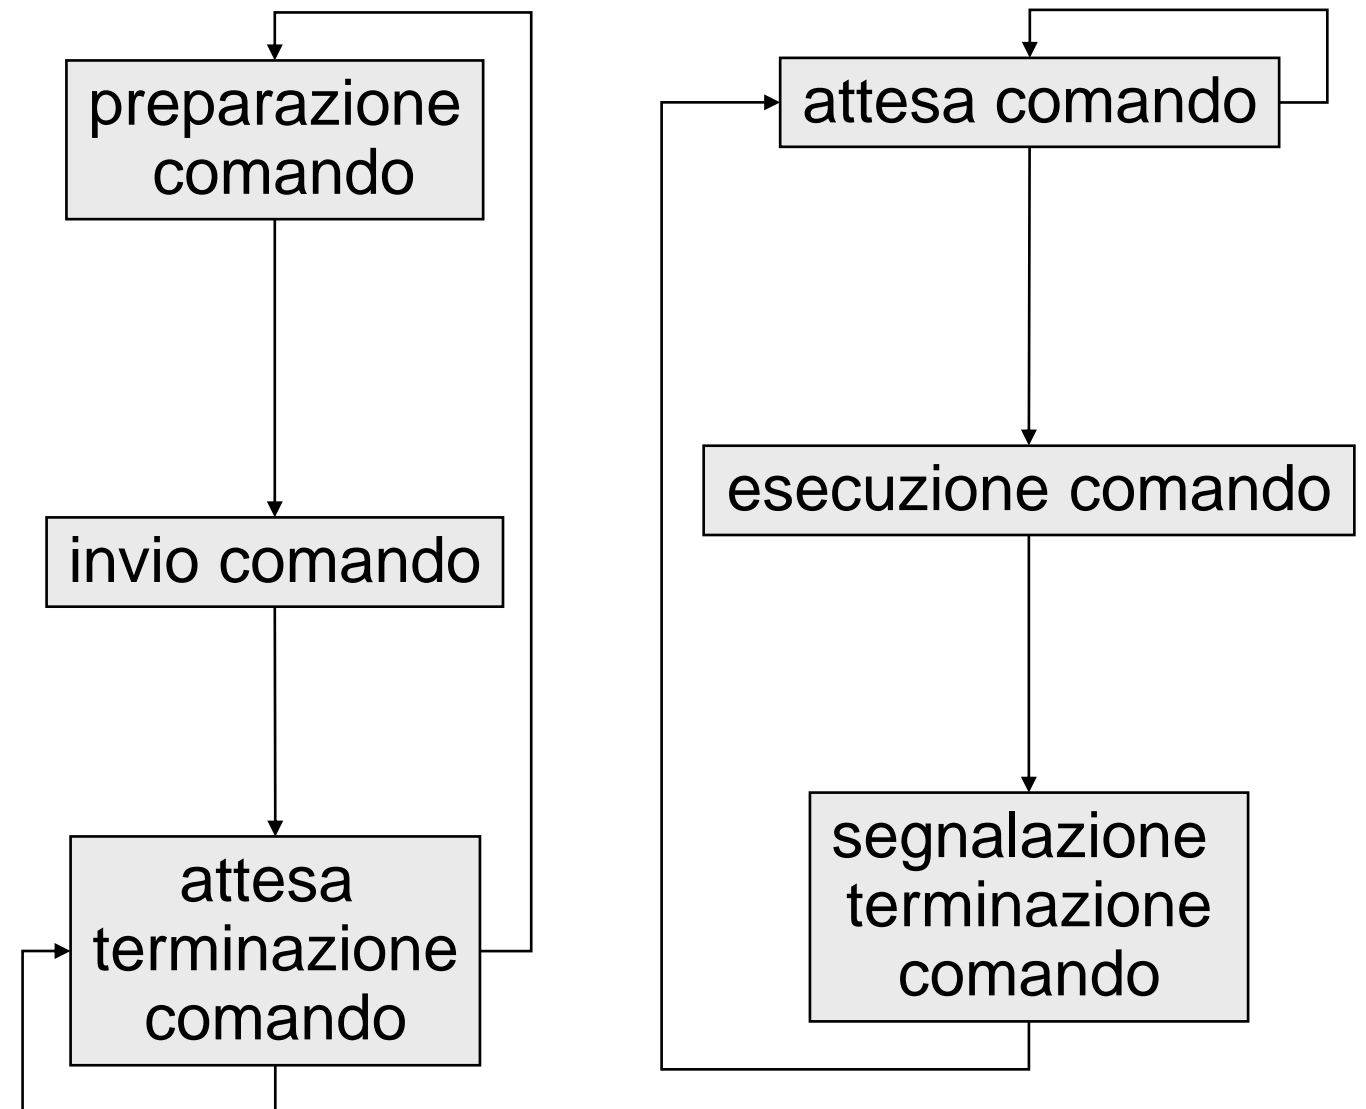 preparazione
comando
invio comando
attesa
terminazione
comando
attesa comando
esecuzione comando
segnalazione
terminazione
comando